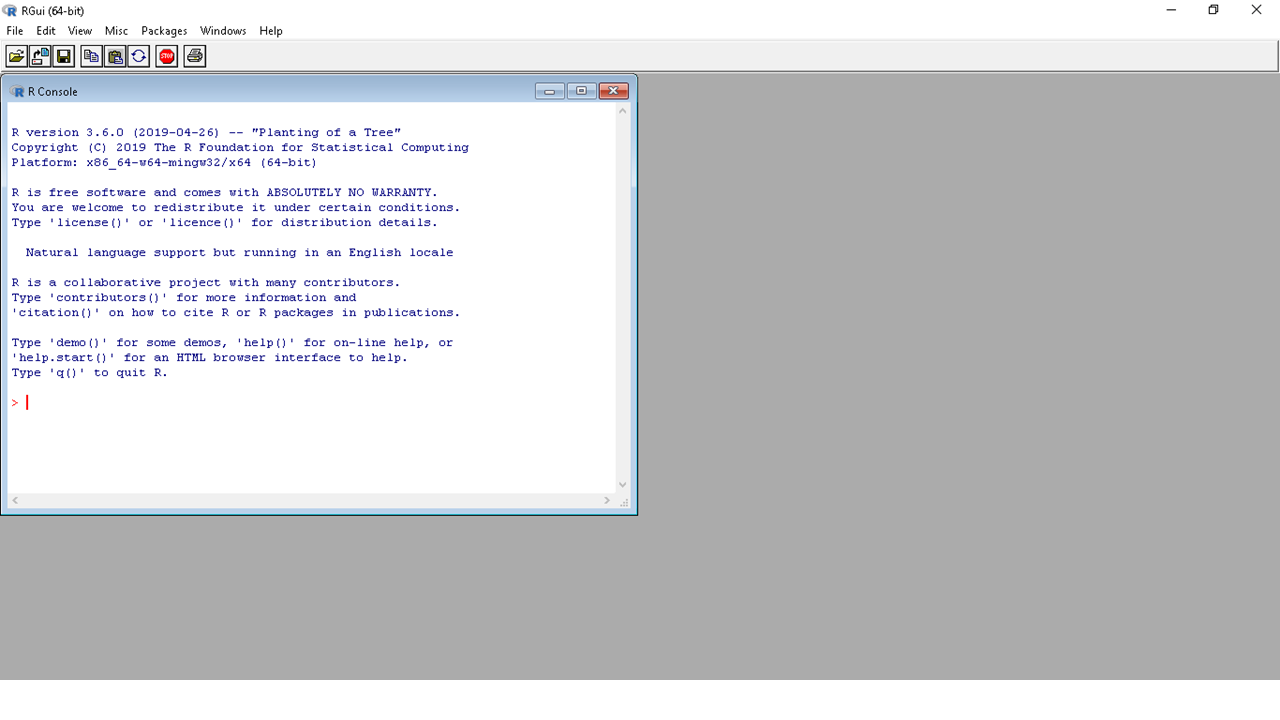 RGui (64-bit)
File Edit View Misc Packages Windows Help
STOP
R Console
R version 3.6.0 (2019-04-26) -- "Planting of a Tree"
Copyright (C) 2019 The R Foundation for Statistical Computing
Platform: x86_64-w64-mingw32/x64 (64-bit)
R is free software and comes with ABSOLUTELY NO WARRANTY.
You are welcome to redistribute it under certain conditions.
Type 'license()' or 'licence()' for distribution details.
Natural language support but running in an English locale
R is a collaborative project with many contributors.
Type 'contributors()' for more information and
'citation()' on how to cite R or R packages in publications.
Type 'demo()' for some demos, 'help()' for on-line help, or
'help.start()' for an HTML browser interface to help.
Type 'q()' to quit R.
>